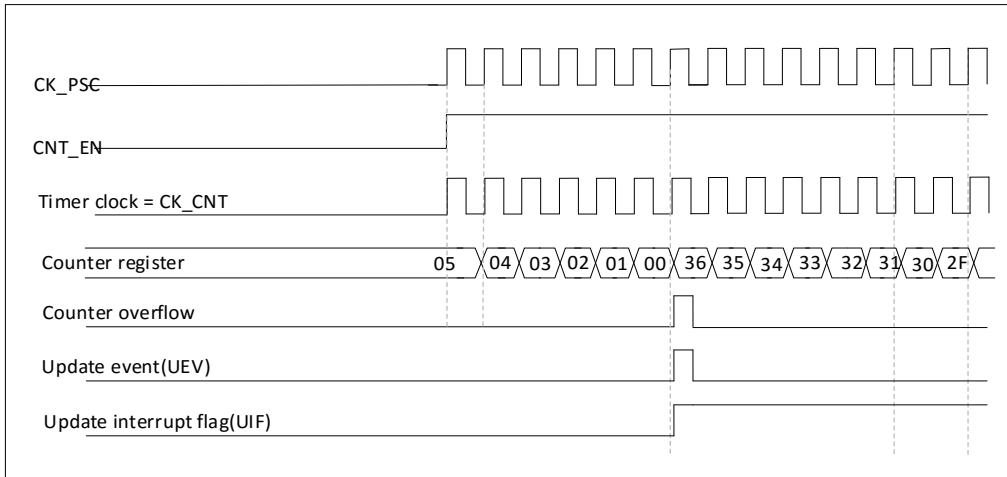 CK_PSC
CNT_EN
Timer clock = CK_CNT
Counter register 05 04 03 02 01 00 36 35 34 33 32 31 30 2F
Counter overflow
Update event(UEV)
Update interrupt flag(UIF)